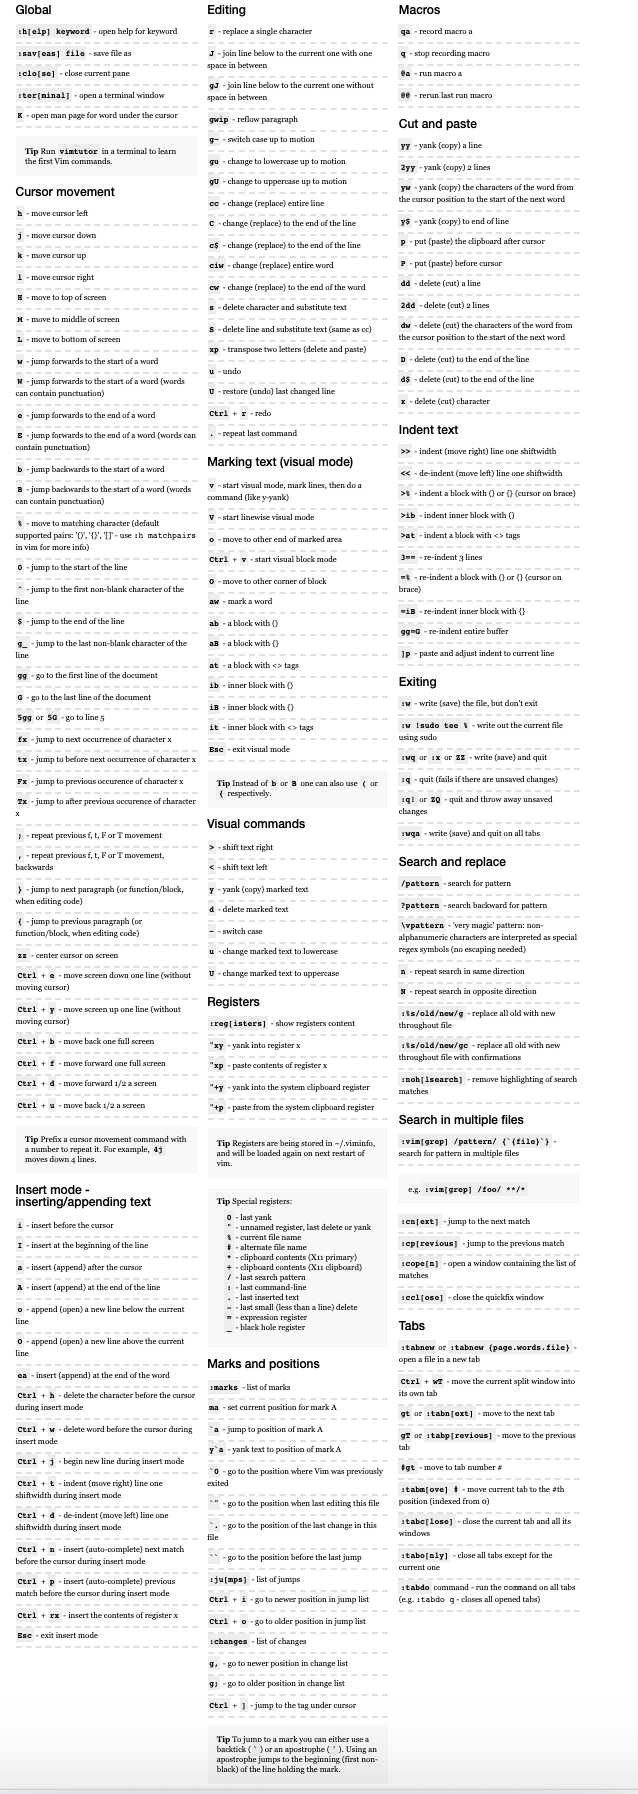 Global
:h[elp] keyword - open help for keyword
:sav[eas] file - save file as
:clo[se] - close current pane
:ter[minal] - open a terminal window
K - open man page for word under the cursor
Tip Run vimtutor in a terminal to learn
the first Vim commands.
Cursor movement
h - move cursor left
j - move cursor down
k - move cursor up
l - move cursor right
H - move to top of screen
M - move to middle of screen
L - move to bottom of screen
w - jump forwards to the start of a word
W - jump forwards to the start of a word (words
can contain punctuation)
e - jump forwards to the end of a word
E - jump forwards to the end of a word (words can
contain punctuation)
b - jump backwards to the start of a word
B - jump backwards to the start of a word (words
can contain punctuation)
% - move to matching character (default
supported pairs: '()', '{}', '[]' - use :h matchpairs
in vim for more info)
0 - jump to the start of the line
^ - jump to the first non-blank character of the
line
$ - jump to the end of the line
g_ - jump to the last non-blank character of the
line
gg - go to the first line of the document
G - go to the last line of the document
5gg or 5G - go to line 5
fx - jump to next occurrence of character x
tx - jump to before next occurrence of character x
Fx - jump to previous occurence of character x
Tx - jump to after previous occurence of character
x
; - repeat previous f, t, F or T movement
, - repeat previous f, t, F or T movement,
backwards
} - jump to next paragraph (or function/block,
when editing code)
{ - jump to previous paragraph (or
function/block, when editing code)
zz - center cursor on screen
Ctrl + e - move screen down one line (without
moving cursor)
Ctrl + y - move screen up one line (without
moving cursor)
Ctrl + b - move back one full screen
Ctrl + f - move forward one full screen
Ctrl + d - move forward 1/2 a screen
Ctrl + u - move back 1/2 a screen
Tip Prefix a cursor movement command with
a number to repeat it. For example, 4j
moves down 4 lines.
Insert mode -
inserting/appending text
i - insert before the cursor
I - insert at the beginning of the line
a - insert (append) after the cursor
A - insert (append) at the end of the line
o - append (open) a new line below the current
line
O - append (open) a new line above the current
line
ea - insert (append) at the end of the word
Ctrl + h - delete the character before the cursor
during insert mode
Ctrl + w - delete word before the cursor during
insert mode
Ctrl + j - begin new line during insert mode
Ctrl + t - indent (move right) line one
shiftwidth during insert mode
Ctrl + d - de-indent (move left) line one
shiftwidth during insert mode
Ctrl + n - insert (auto-complete) next match
before the cursor during insert mode
Ctrl + p - insert (auto-complete) previous
match before the cursor during insert mode
Ctrl + rx - insert the contents of register x
Esc - exit insert mode
Editing
r - replace a single character
J - join line below to the current one with one
space in between
gJ - join line below to the current one without
space in between
gwip - reflow paragraph
g~ - switch case up to motion
gu - change to lowercase up to motion
gU - change to uppercase up to motion
cc - change (replace) entire line
C - change (replace) to the end of the line
c$ - change (replace) to the end of the line
ciw - change (replace) entire word
cw - change (replace) to the end of the word
s - delete character and substitute text
S - delete line and substitute text (same as cc)
xp - transpose two letters (delete and paste)
u - undo
U - restore (undo) last changed line
Ctrl + r - redo
. - repeat last command
Marking text (visual mode)
v - start visual mode, mark lines, then do a
command (like y-yank)
V - start linewise visual mode
o - move to other end of marked area
Ctrl + v - start visual block mode
O - move to other corner of block
aw - mark a word
ab - a block with ()
aB - a block with {}
at - a block with <> tags
ib - inner block with ()
iB - inner block with {}
it - inner block with <> tags
Esc - exit visual mode
Tip Instead of b or B one can also use ( or
{ respectively.
Visual commands
> - shift text right
< - shift text left
y - yank (copy) marked text
d - delete marked text
~ - switch case
u - change marked text to lowercase
U - change marked text to uppercase
Registers
:reg[isters] - show registers content
"xy - yank into register x
"xp - paste contents of register x
"+y - yank into the system clipboard register
"+p - paste from the system clipboard register
Tip Registers are being stored in ~/.viminfo,
and will be loaded again on next restart of
vim.
Tip Special registers:
0 - last yank
" - unnamed register, last delete or yank
% - current file name
# - alternate file name
* - clipboard contents (X11 primary)
+ - clipboard contents (X11 clipboard)
/ - last search pattern
: - last command-line
. - last inserted text
- - last small (less than a line) delete
= - expression register
_ - black hole register
Marks and positions
:marks - list of marks
ma - set current position for mark A
`a - jump to position of mark A
y`a - yank text to position of mark A
`0 - go to the position where Vim was previously
exited
`" - go to the position when last editing this file
`. - go to the position of the last change in this
file
`` - go to the position before the last jump
:ju[mps] - list of jumps
Ctrl + i - go to newer position in jump list
Ctrl + o - go to older position in jump list
:changes - list of changes
g, - go to newer position in change list
g; - go to older position in change list
Ctrl + ] - jump to the tag under cursor
Tip To jump to a mark you can either use a
backtick ( ` ) or an apostrophe ( ' ). Using an
apostrophe jumps to the beginning (first non-
black) of the line holding the mark.
Macros
qa - record macro a
q - stop recording macro
@a - run macro a
@@ - rerun last run macro
Cut and paste
yy - yank (copy) a line
2yy - yank (copy) 2 lines
yw - yank (copy) the characters of the word from
the cursor position to the start of the next word
y$ - yank (copy) to end of line
p - put (paste) the clipboard after cursor
P - put (paste) before cursor
dd - delete (cut) a line
2dd - delete (cut) 2 lines
dw - delete (cut) the characters of the word from
the cursor position to the start of the next word
D - delete (cut) to the end of the line
d$ - delete (cut) to the end of the line
x - delete (cut) character
Indent text
>> - indent (move right) line one shiftwidth
<< - de-indent (move left) line one shiftwidth
>% - indent a block with () or {} (cursor on brace)
>ib - indent inner block with ()
>at - indent a block with <> tags
3== - re-indent 3 lines
=% - re-indent a block with () or {} (cursor on
brace)
=iB - re-indent inner block with {}
gg=G - re-indent entire buffer
]p - paste and adjust indent to current line
Exiting
:w - write (save) the file, but don't exit
:w !sudo tee % - write out the current file
using sudo
:wq or :x or ZZ - write (save) and quit
:q - quit (fails if there are unsaved changes)
:q! or ZQ - quit and throw away unsaved
changes
:wqa - write (save) and quit on all tabs
Search and replace
/pattern - search for pattern
?pattern - search backward for pattern
\vpattern - 'very magic' pattern: non-
alphanumeric characters are interpreted as special
regex symbols (no escaping needed)
n - repeat search in same direction
N - repeat search in opposite direction
:%s/old/new/g - replace all old with new
throughout file
:%s/old/new/gc - replace all old with new
throughout file with confirmations
:noh[lsearch] - remove highlighting of search
matches
Search in multiple files
:vim[grep] /pattern/ {`{file}`} -
search for pattern in multiple files
e.g. :vim[grep] /foo/ **/*
:cn[ext] - jump to the next match
:cp[revious] - jump to the previous match
:cope[n] - open a window containing the list of
matches
:ccl[ose] - close the quickfix window
Tabs
:tabnew or :tabnew {page.words.file} -
open a file in a new tab
Ctrl + wT - move the current split window into
its own tab
gt or :tabn[ext] - move to the next tab
gT or :tabp[revious] - move to the previous
tab
#gt - move to tab number #
:tabm[ove] # - move current tab to the #th
position (indexed from 0)
:tabc[lose] - close the current tab and all its
windows
:tabo[nly] - close all tabs except for the
current one
:tabdo command - run the command on all tabs
(e.g. :tabdo q - closes all opened tabs)